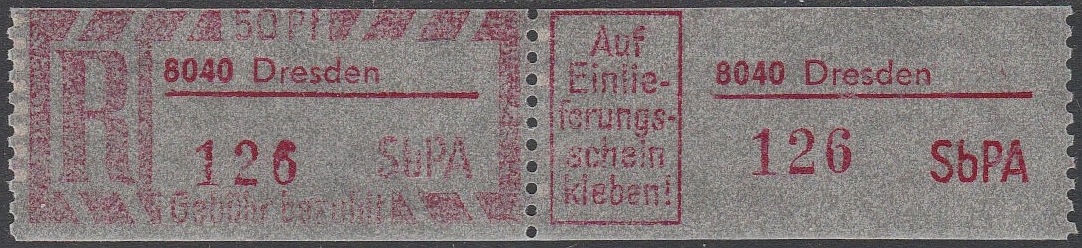 50 Pf
R
8040 Dresden
126 SbPA
Gebühr bezahlt
Auf
Einlie-
ferungs-
schein
kleben!
8040 Dresden
126 SbPA